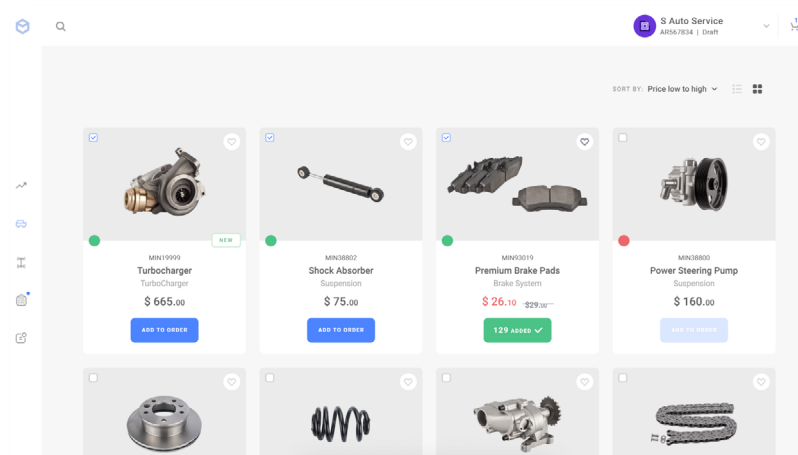 S Auto Service
1
AR567834 | Draft
SORT BY: Price low to high
NEW
MIN19999
Turbocharger
TurboCharger
$ 665.00
ADD TO ORDER
MIN38802
Shock Absorber
Suspension
$ 75.00
ADD TO ORDER
MIN93019
Premium Brake Pads
Brake System
$ 26.10 $29.00
129 ADDED
MIN38800
Power Steering Pump
Suspension
$ 160.00
ADD TO ORDER